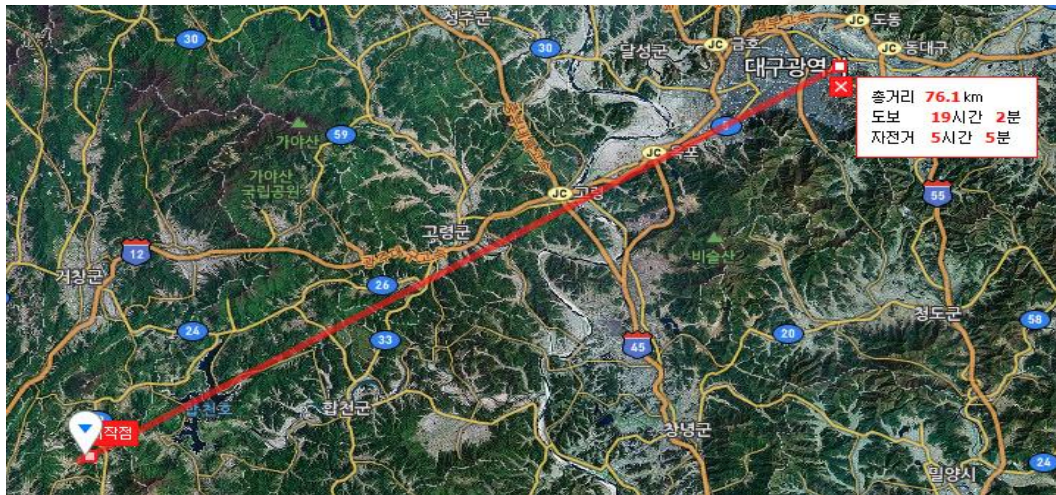 성주군
30
30
달성군
JC
금호
JC
도동
JC
동대구
대구광역시
총거리 76.1 km
도보 19시간 2분
자전거 5시간 5분
59
가야산
가야산
국립공원
5
JC
JC
고령
55
고령군
비슬산
12
거창군
26
24
33
45
20
청도군
58
합천호
합천군
창녕군
24
밀양시